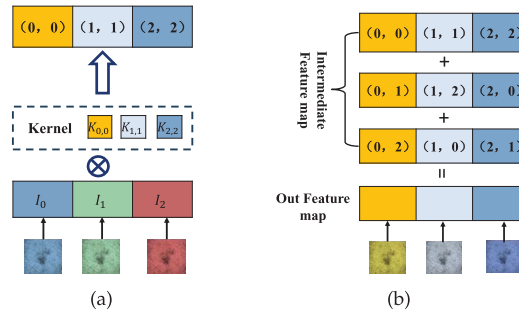 (0, 0) (1, 1) (2, 2)
Kernel K0,0 K1,1 K2,2
⊗
I0 I1 I2
(a)
Intermediate
Feature map
(0, 0) (1, 1) (2, 2)
+
(0, 1) (1, 2) (2, 0)
+
(0, 2) (1, 0) (2, 1)
=
Out Feature
map
(b)